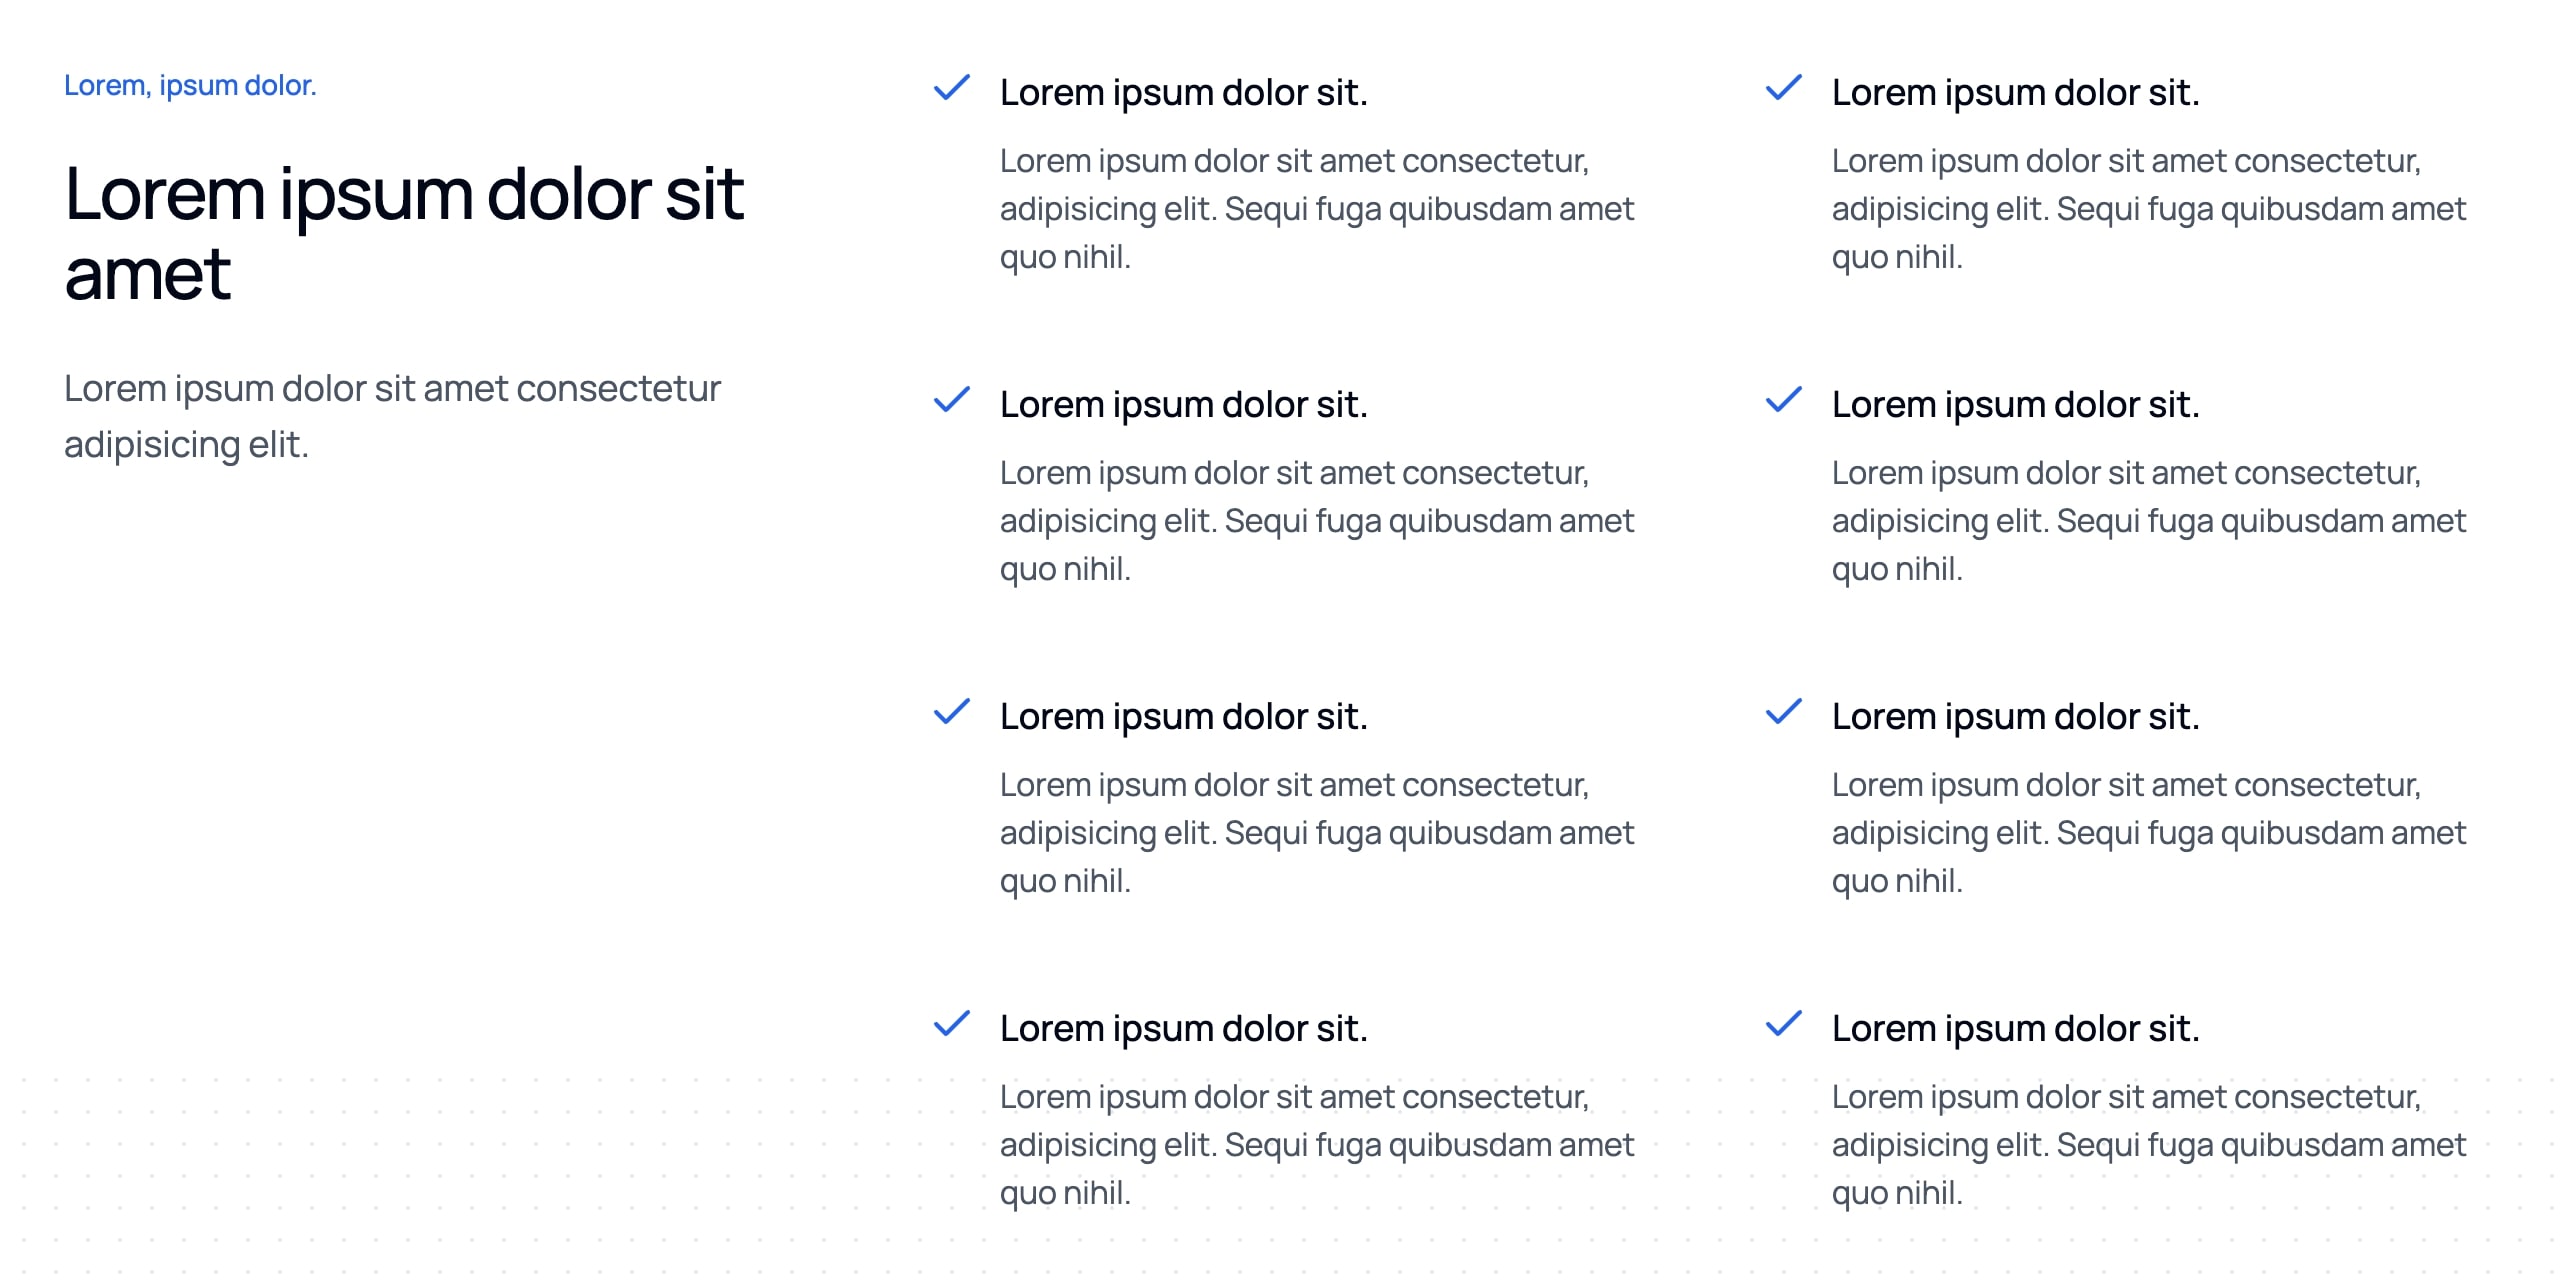 Lorem, ipsum dolor.
Lorem ipsum dolor sit
amet
Lorem ipsum dolor sit amet consectetur
adipisicing elit.
Lorem ipsum dolor sit.
Lorem ipsum dolor sit amet consectetur,
adipisicing elit. Sequi fuga quibusdam amet
quo nihil.
Lorem ipsum dolor sit.
Lorem ipsum dolor sit amet consectetur,
adipisicing elit. Sequi fuga quibusdam amet
quo nihil.
Lorem ipsum dolor sit.
Lorem ipsum dolor sit amet consectetur,
adipisicing elit. Sequi fuga quibusdam amet
quo nihil.
Lorem ipsum dolor sit.
Lorem ipsum dolor sit amet consectetur,
adipisicing elit. Sequi fuga quibusdam amet
quo nihil.
Lorem ipsum dolor sit.
Lorem ipsum dolor sit amet consectetur,
adipisicing elit. Sequi fuga quibusdam amet
quo nihil.
Lorem ipsum dolor sit.
Lorem ipsum dolor sit amet consectetur,
adipisicing elit. Sequi fuga quibusdam amet
quo nihil.
Lorem ipsum dolor sit.
Lorem ipsum dolor sit amet consectetur,
adipisicing elit. Sequi fuga quibusdam amet
quo nihil.
Lorem ipsum dolor sit.
Lorem ipsum dolor sit amet consectetur,
adipisicing elit. Sequi fuga quibusdam amet
quo nihil.